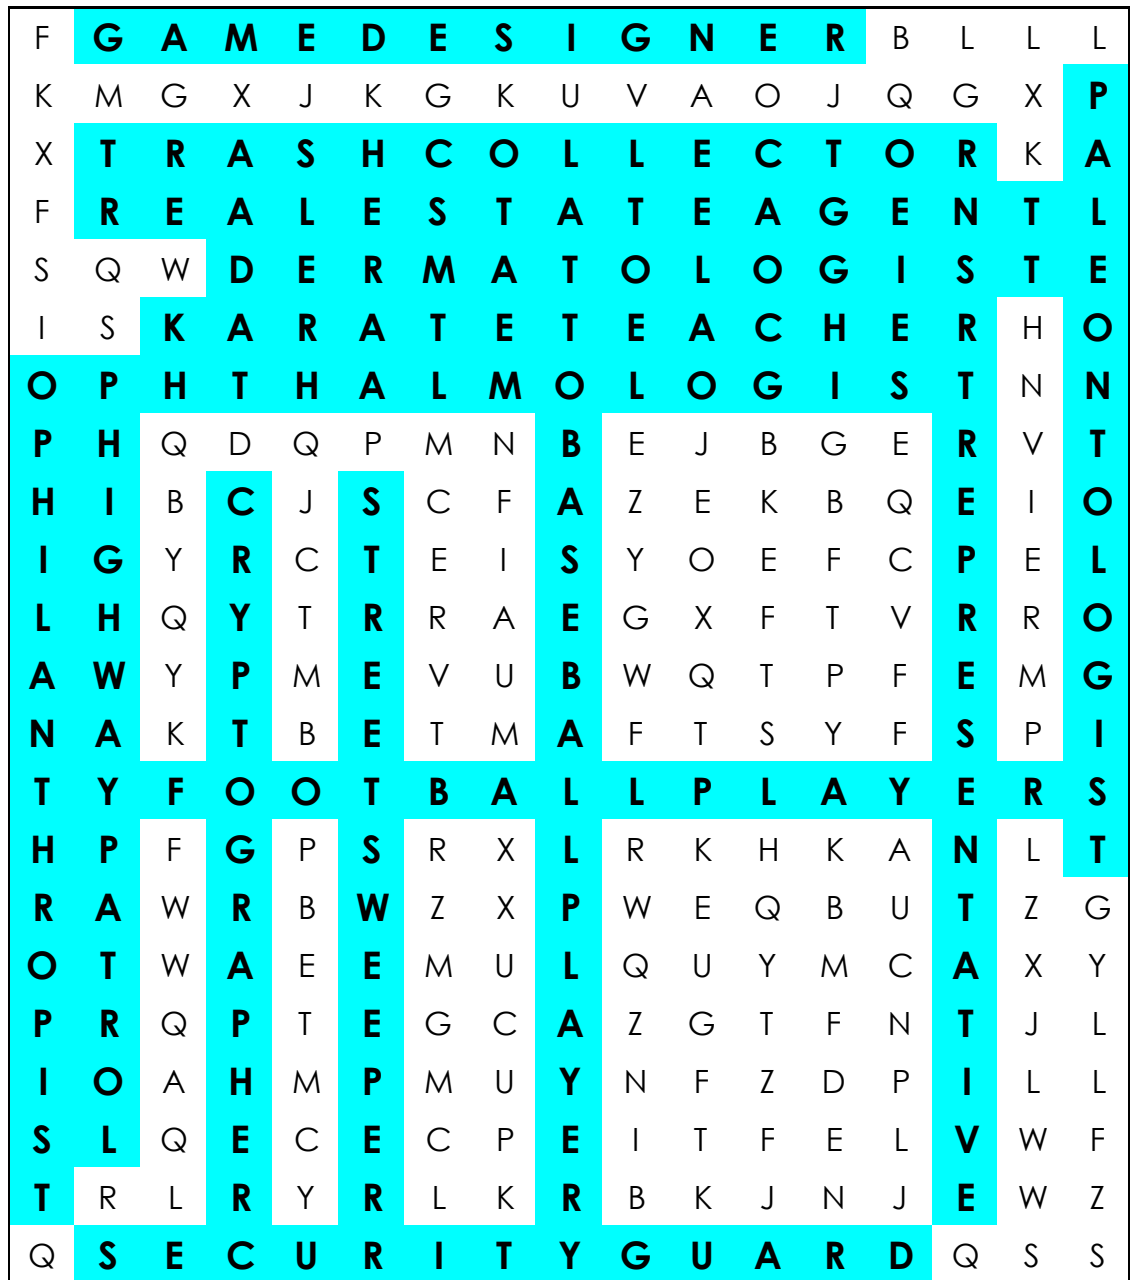 F G A M E D E S I G N E R B L L L
K M G X J K G K U V A O J Q G X P
X T R A S H C O L L E C T O R K A
F R E A L E S T A T E A G E N T L
S Q W D E R M A T O L O G I S T E
I S K A R A T E T E A C H E R H O
O P H T H A L M O L O G I S T N N
P H Q D Q P M N B E J B G E R V T
H I B C J S C F A Z E K B Q E I O
I G Y R C T E I S Y O E F C P E L
L H Q Y T R R A E G X F T V R R O
A W Y P M E V U B W Q T P F E M G
N A K T B E T M A F T S Y F S P I
T Y F O O T B A L L P L A Y E R S
H P F G P S R X L R K H K A N L T
R A W R B W Z X P W E Q B U T Z G
O T W A E E M U L Q U Y M C A X Y
P R Q P T E G C A Z G T F N T J L
I O A H M P M U Y N F Z D P I L L
S L Q E C E C P E I T F E L V W F
T R L R Y R L K R B K J N J E W Z
Q S E C U R I T Y G U A R D Q S S